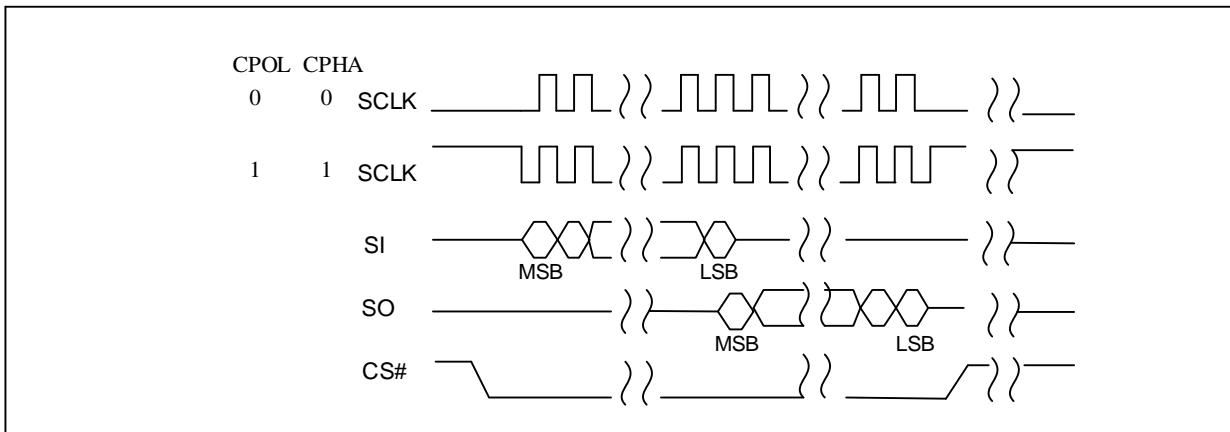 CPOL CPHA
0 0 SCLK
1 1 SCLK
SI
MSB LSB
SO
MSB LSB
CS#